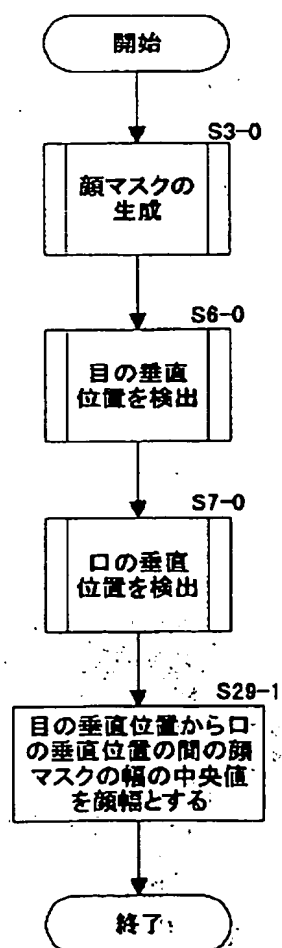 開始
S3-0
顔マスクの
生成
S6-0
目の垂直
位置を検出
S7-0
口の垂直
位置を検出
S29-1
目の垂直位置から口
の垂直位置の間の顔
マスクの幅の中央値
を顔幅とする
終了